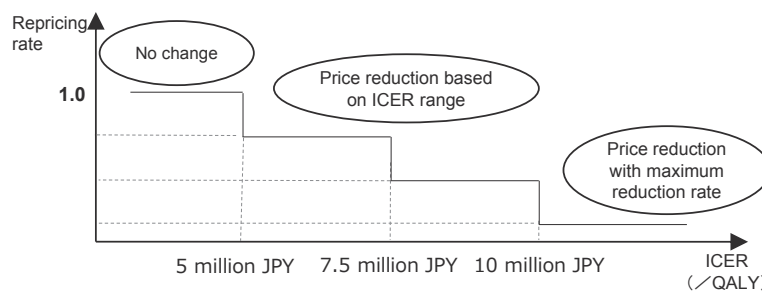 Repricing
rate
No change
Price reduction based
on ICER range
1.0
Price reduction
with maximum
reduction rate
5 million JPY
7.5 million JPY
10 million JPY
ICER
(／QALY)